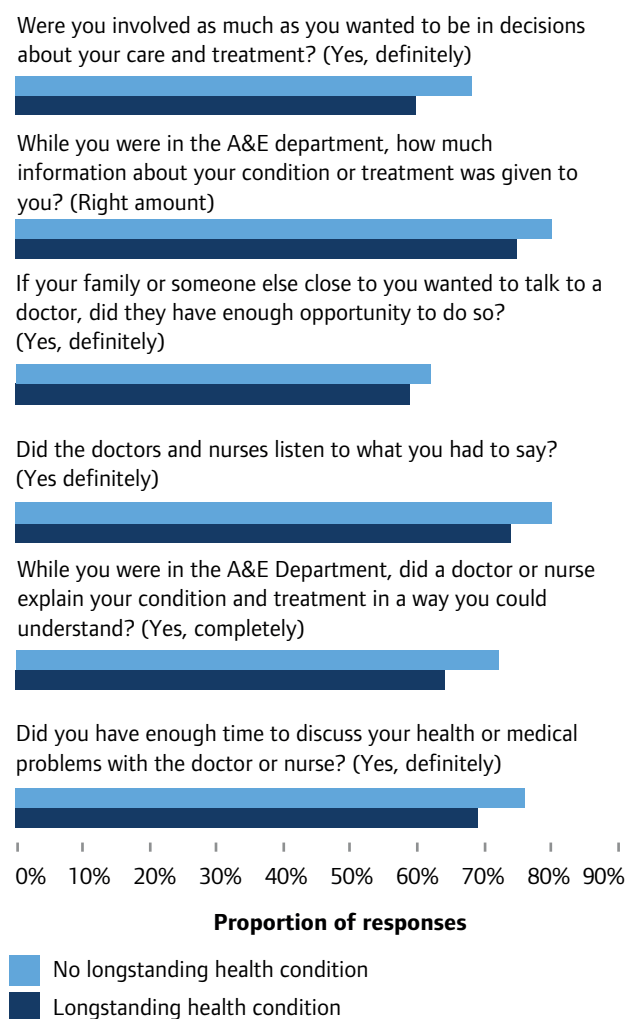 Were you involved as much as you wanted to be in decisions
about your care and treatment? (Yes, definitely)
While you were in the A&E department, how much
information about your condition or treatment was given to
you? (Right amount)
If your family or someone else close to you wanted to talk to a
doctor, did they have enough opportunity to do so?
(Yes, definitely)
Did the doctors and nurses listen to what you had to say?
(Yes definitely)
While you were in the A&E Department, did a doctor or nurse
explain your condition and treatment in a way you could
understand? (Yes, completely)
Did you have enough time to discuss your health or medical
problems with the doctor or nurse? (Yes, definitely)
0% 10% 20% 30% 40% 50% 60% 70% 80% 90%
Proportion of responses
No longstanding health condition
Longstanding health condition